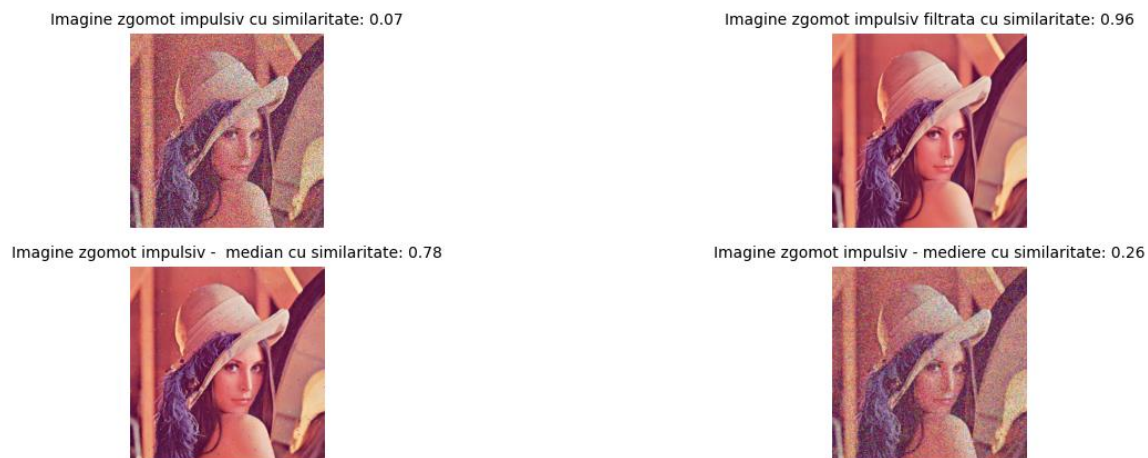 Imagine zgomot impulsiv cu similaritate: 0.07
Imagine zgomot impulsiv filtrata cu similaritate: 0.96
Imagine zgomot impulsiv -  median cu similaritate: 0.78
Imagine zgomot impulsiv - mediere cu similaritate: 0.26